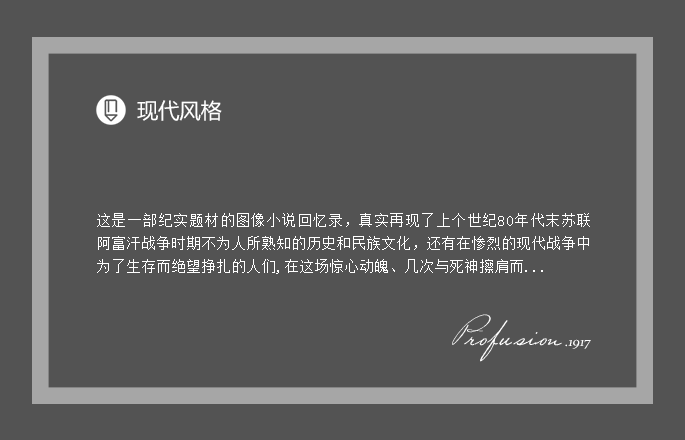 现代风格
这是一部纪实题材的图像小说回忆录，真实再现了上个世纪80年代末苏联
阿富汗战争时期不为人所熟知的历史和民族文化，还有在惨烈的现代战争中
为了生存而绝望挣扎的人们,在这场惊心动魄、几次与死神擦肩而...
Profusion .1917